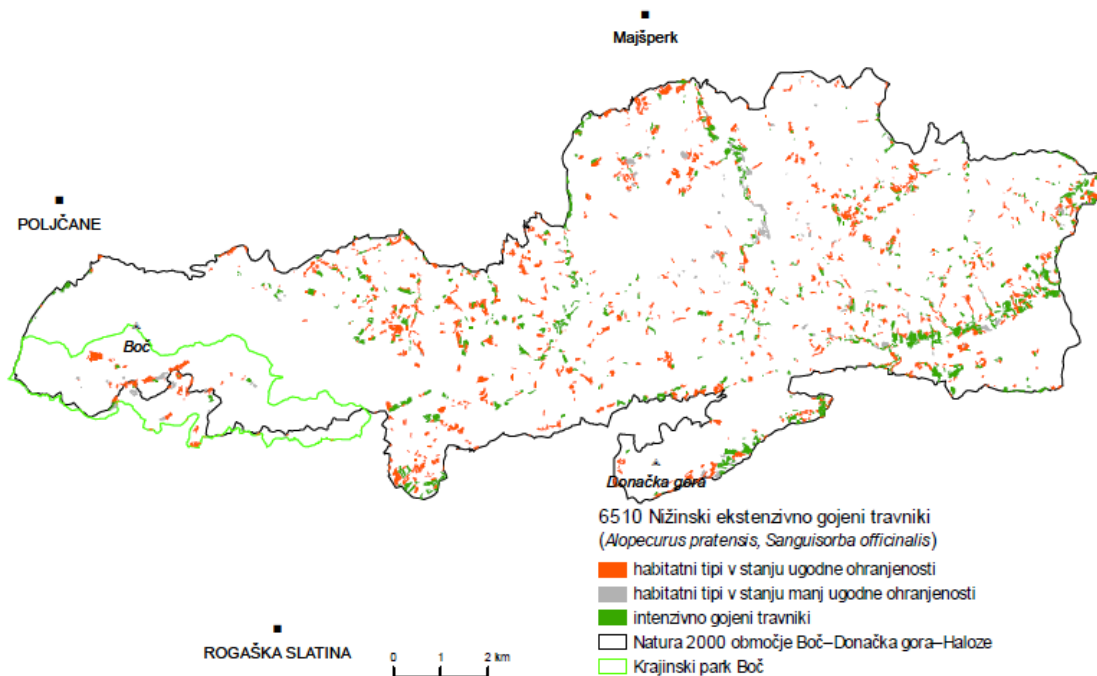 Majšperk
POLJČANE
Boč
Donačka gora
6510 Nižinski ekstenzivno gojeni travniki
(Alopecurus pratensis, Sanguisorba officinalis)
habitatni tipi v stanju ugodne ohranjenosti
habitatni tipi v stanju manj ugodne ohranjenosti
intenzivno gojeni travniki
Natura 2000 območje Boč–Donačka gora–Haloze
Krajinski park Boč
ROGAŠKA SLATINA
0 1 2 km